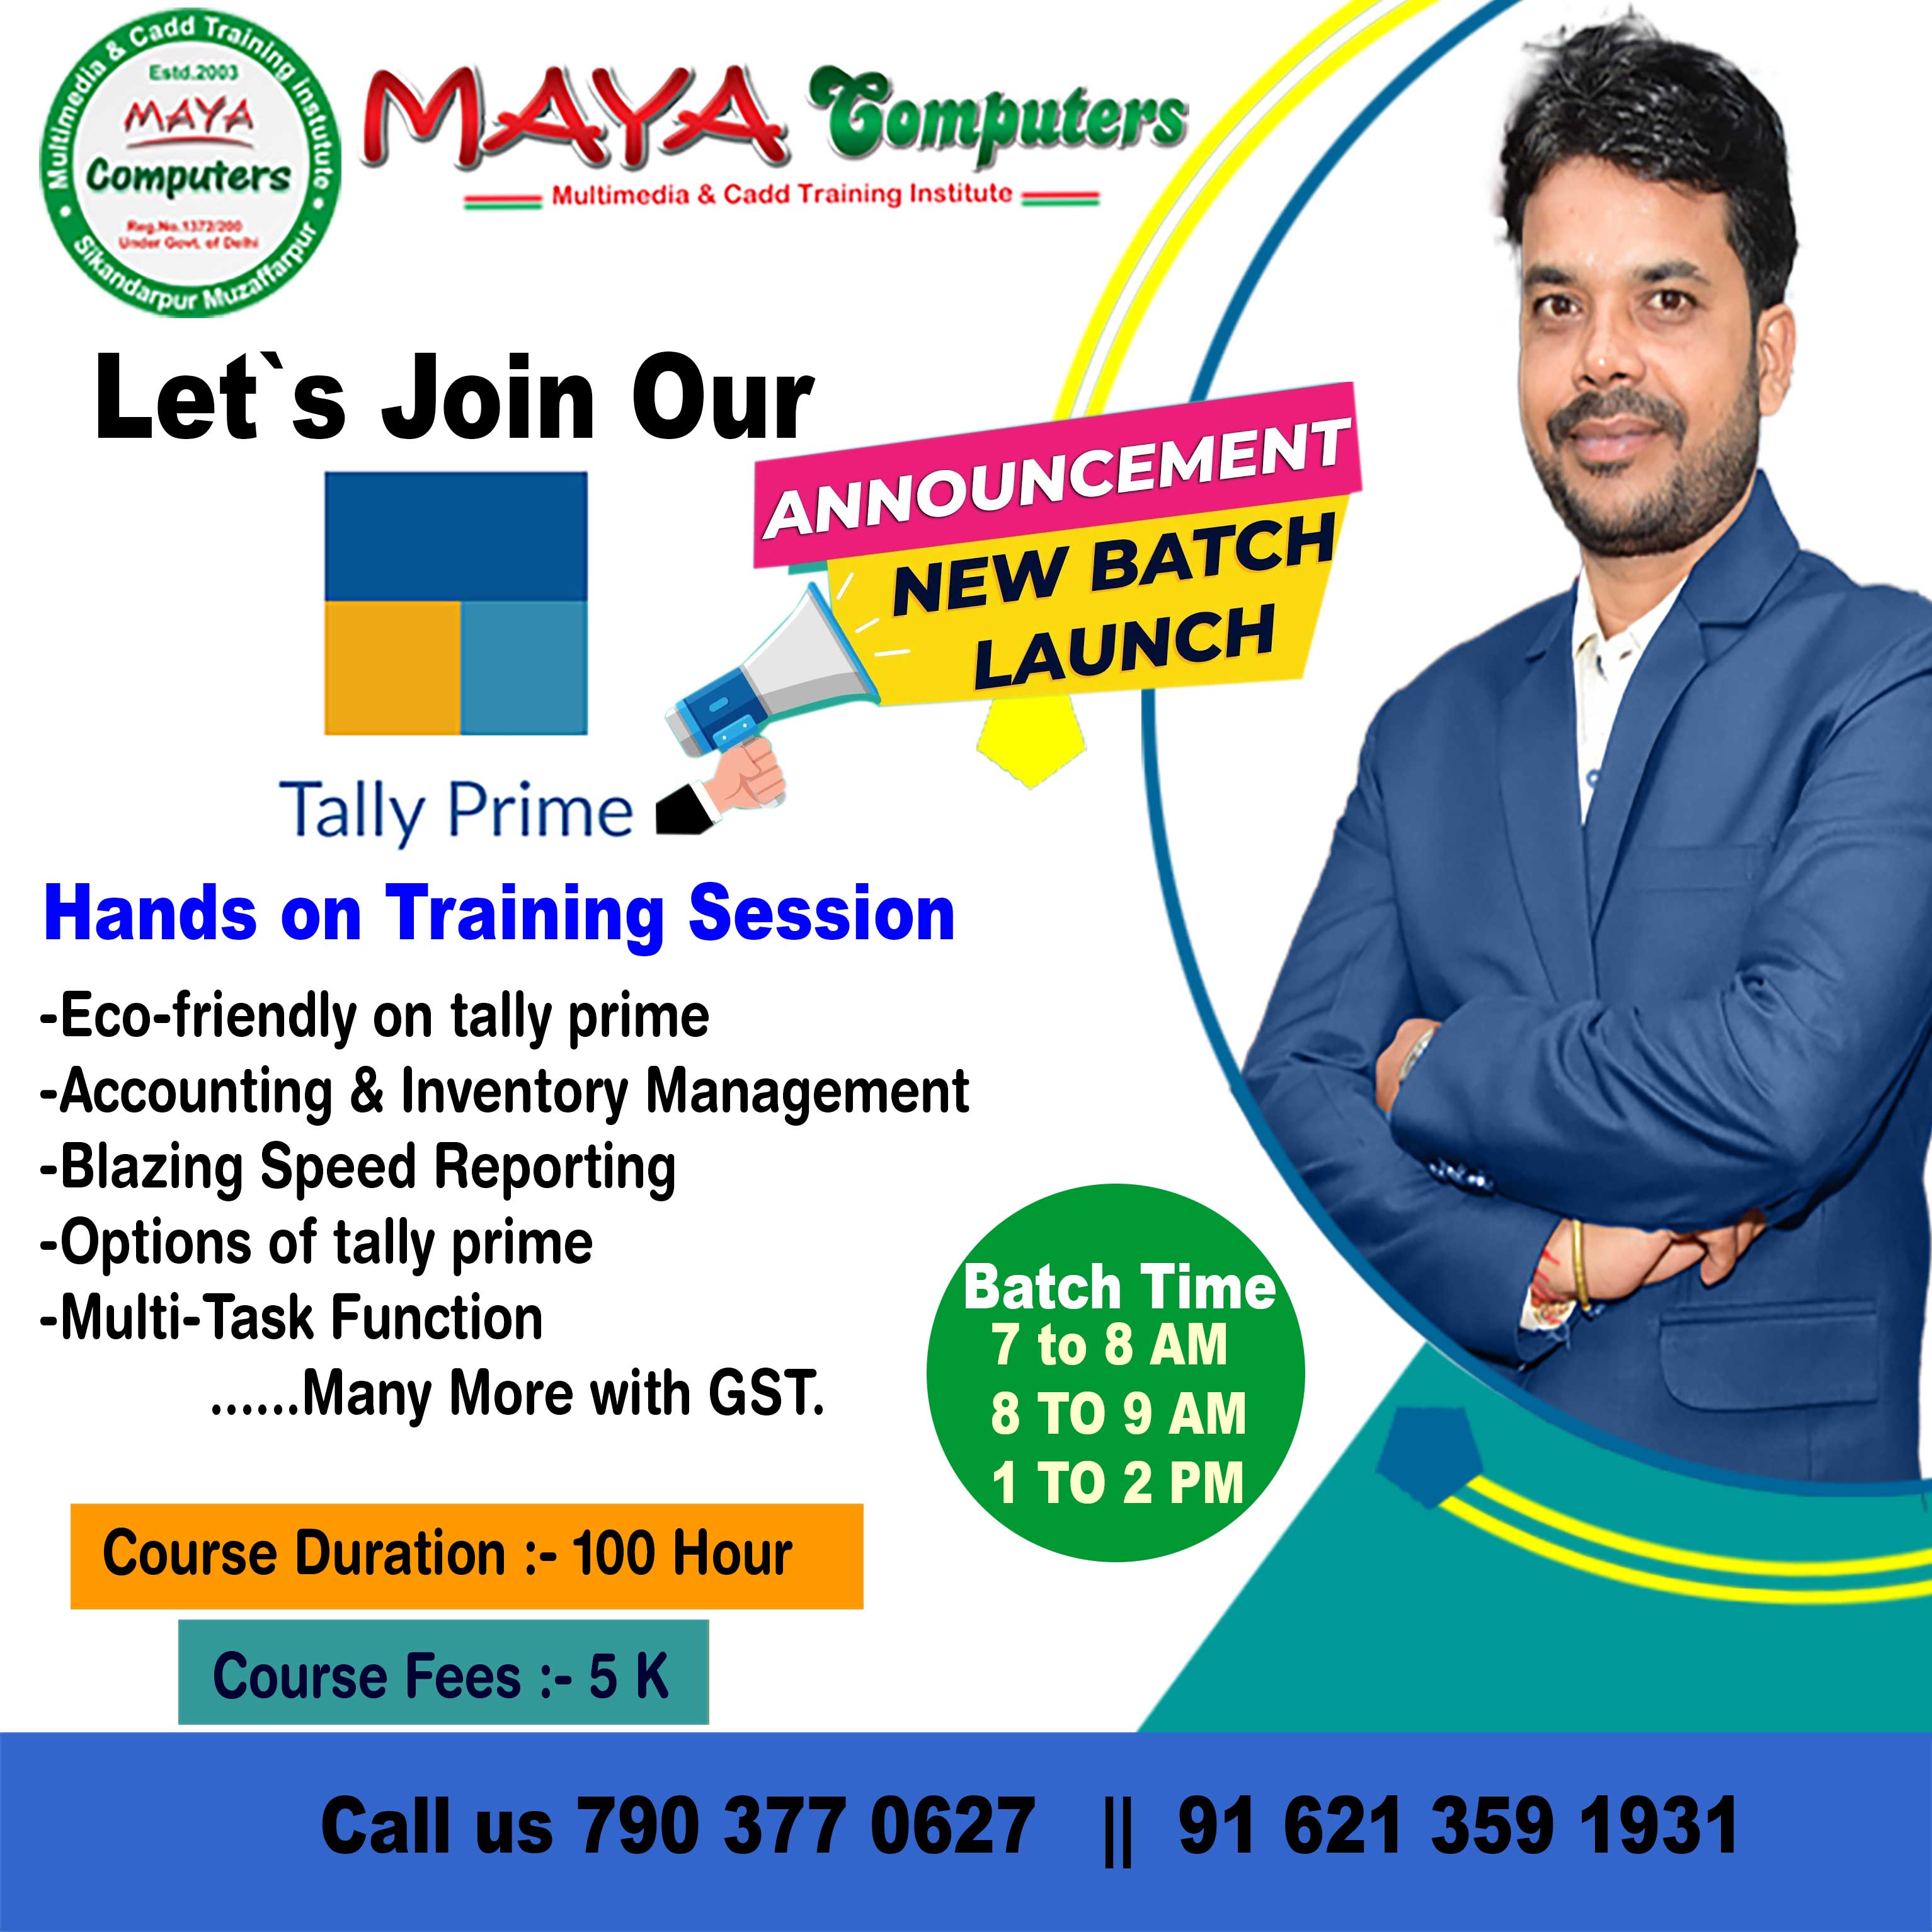 Multimedia & Cadd Training Instutute
Estd.2003
MAYA
Computers
Reg.No.1372/200
Under Govt. of Delhi
Sikandarpur Muzaffarpur
MAYA Computers
Multimedia & Cadd Training Institute
Let`s Join Our
ANNOUNCEMENT
NEW BATCH
LAUNCH
Tally Prime
Hands on Training Session
-Eco-friendly on tally prime
-Accounting & Inventory Management
-Blazing Speed Reporting
-Options of tally prime
-Multi-Task Function
......Many More with GST.
Batch Time
7 to 8 AM
8 TO 9 AM
1 TO 2 PM
Course Duration :- 100 Hour
Course Fees :- 5 K
Call us 790 377 0627 || 91 621 359 1931